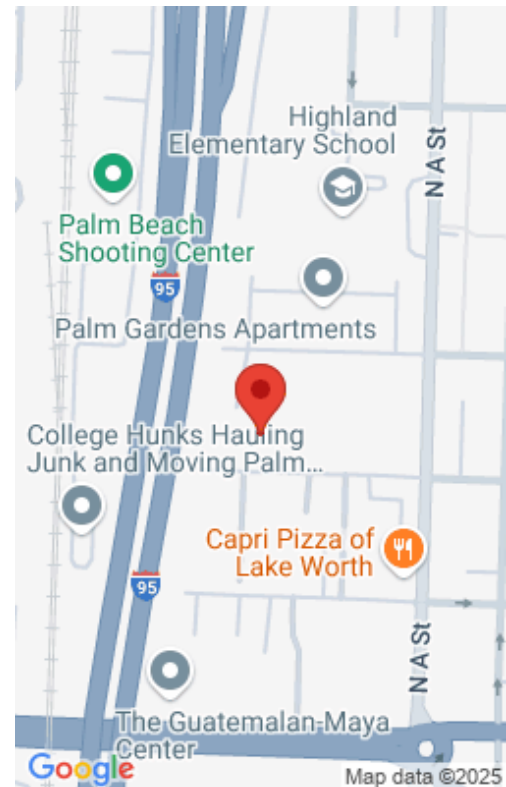 Highland
Elementary School
N A St
Palm Beach
Shooting Center
95
Palm Gardens Apartments
College Hunks Hauling
Junk and Moving Palm...
Capri Pizza of
Lake Worth
95
N A St
The Guatemalan-Maya
Center
Google
Map data ©2025